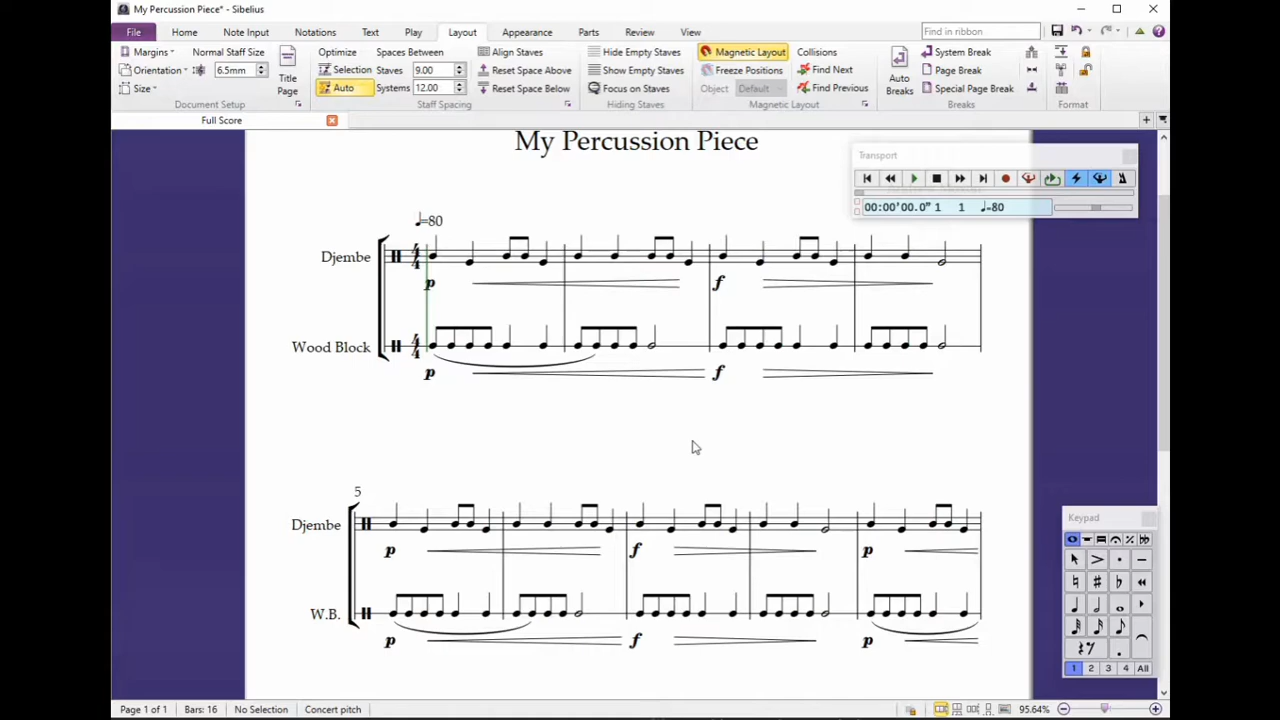 My Percussion Piece* - Sibelius
File Home Note Input Notations Text Play Layout Appearance Parts Review View Find in ribbon
Margins Normal Staff Size Optimize Spaces Between Align Staves Hide Empty Staves Magnetic Layout Collisions System Break
Orientation 6.5mm Title Page Selection Staves 9.00 Reset Space Above Show Empty Staves Freeze Positions Find Next Auto Breaks Page Break
Size Auto Systems 12.00 Reset Space Below Focus on Staves Object Default Find Previous Special Page Break
Document Setup Staff Spacing Hiding Staves Magnetic Layout Breaks Format
Full Score
My Percussion Piece
Transport
00:00'00.0" 1 1 ♩=80
♩=80
Djembe 4/4
p f
Wood Block 4/4
p f
5
Djembe
p f p
W.B.
p f p
Keypad
1 2 3 4 All
Page 1 of 1 Bars: 16 No Selection Concert pitch 95.64%